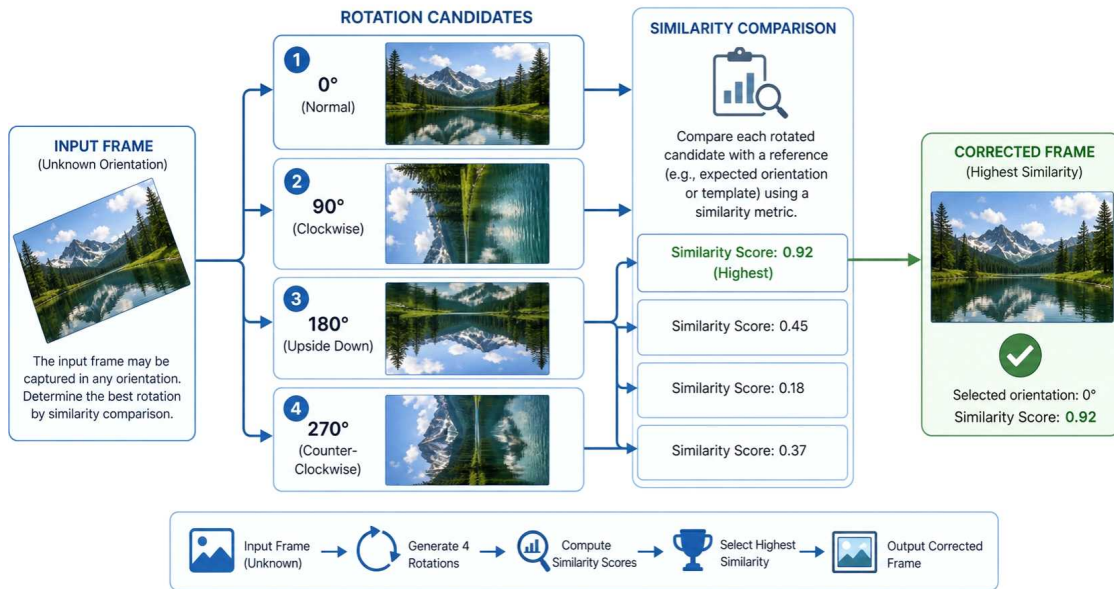 ROTATION CANDIDATES
INPUT FRAME
(Unknown Orientation)
The input frame may be
captured in any orientation.
Determine the best rotation
by similarity comparison.
1
0°
(Normal)
2
90°
(Clockwise)
3
180°
(Upside Down)
4
270°
(Counter-
Clockwise)
SIMILARITY COMPARISON
Compare each rotated
candidate with a reference
(e.g., expected orientation
or template) using a
similarity metric.
Similarity Score: 0.92
(Highest)
Similarity Score: 0.45
Similarity Score: 0.18
Similarity Score: 0.37
CORRECTED FRAME
(Highest Similarity)
Selected orientation: 0°
Similarity Score: 0.92
Input Frame
(Unknown)
Generate 4
Rotations
Compute
Similarity Scores
Select Highest
Similarity
Output Corrected
Frame